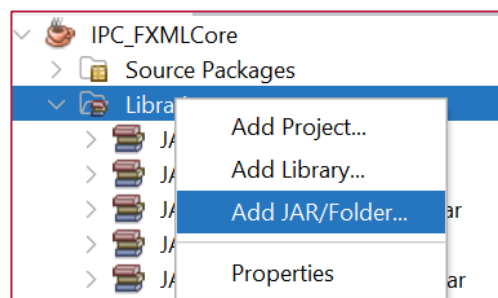 IPC_FXMLCore
Source Packages
Add Project...
Add Library...
Add JAR/Folder...
Properties